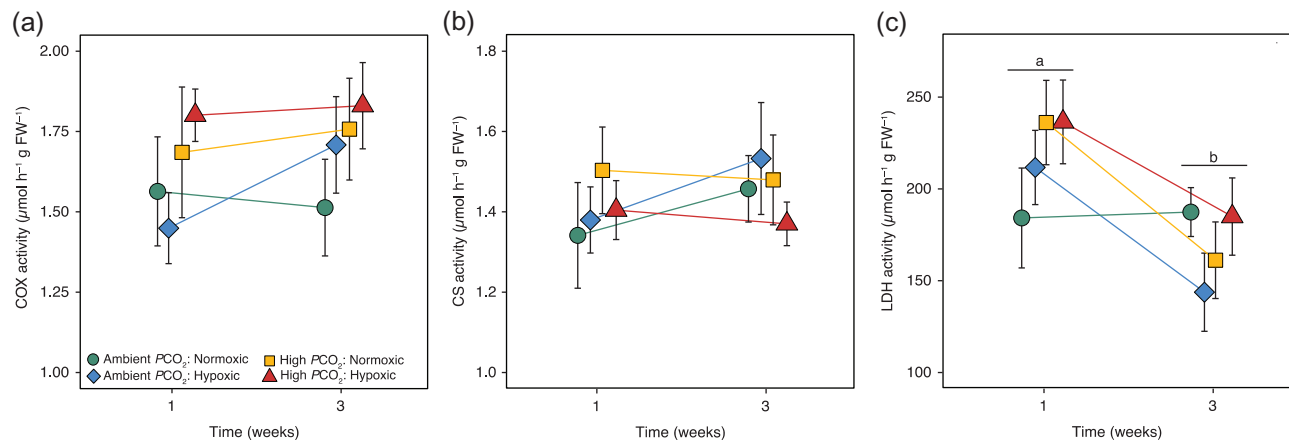 (a)
2.00
1.75
1.50
1.25
1.00
COX activity (µmol h⁻¹ g FW⁻¹)
Ambient PCO₂: Normoxic
Ambient PCO₂: Hypoxic
High PCO₂: Normoxic
High PCO₂: Hypoxic
1 3
Time (weeks)
(b)
1.8
1.6
1.4
1.2
1.0
CS activity (µmol h⁻¹ g FW⁻¹)
1 3
Time (weeks)
(c)
250
200
150
100
LDH activity (µmol h⁻¹ g FW⁻¹)
a
b
1 3
Time (weeks)